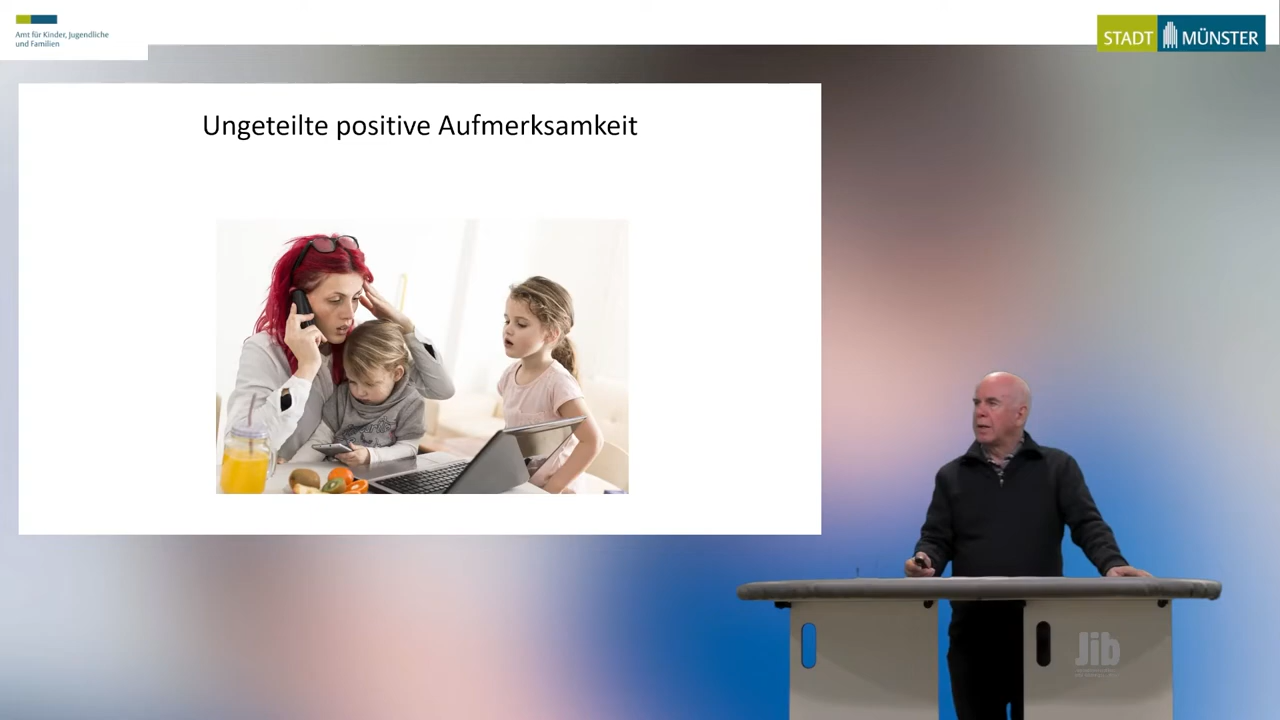 Amt für Kinder, Jugendliche
und Familien
STADT MÜNSTER
Ungeteilte positive Aufmerksamkeit
Jib